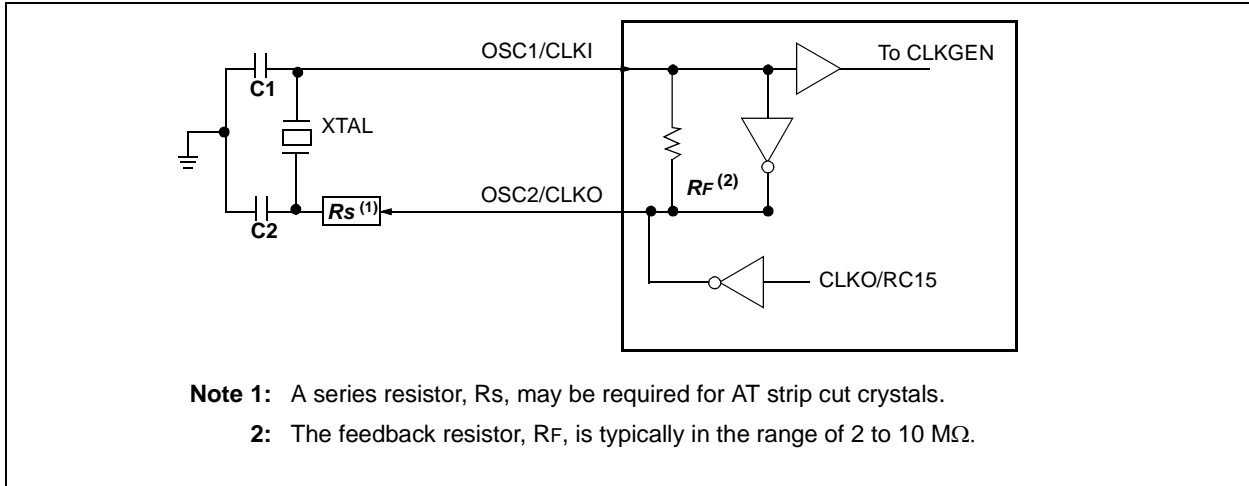 OSC1/CLKI
To CLKGEN
C1
XTAL
RF (2)
OSC2/CLKO
Rs (1)
C2
CLKO/RC15
Note 1: A series resistor, Rs, may be required for AT strip cut crystals.
2: The feedback resistor, RF, is typically in the range of 2 to 10 MΩ.